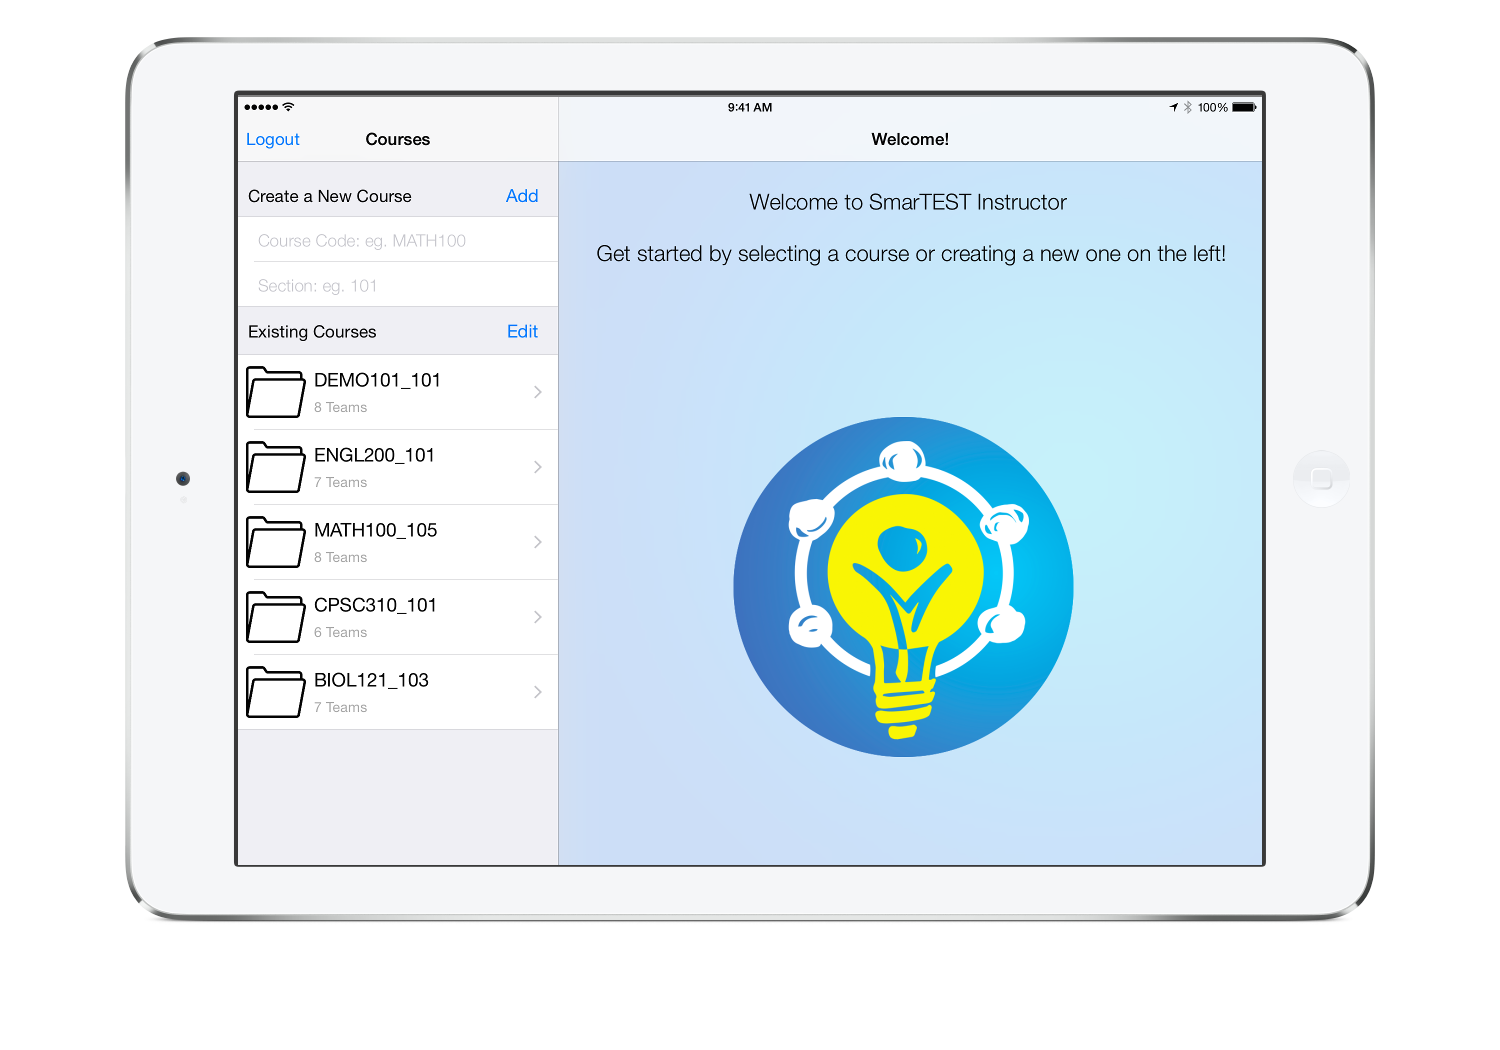 9:41 AM
100%
Logout
Courses
Welcome!
Create a New Course
Add
Course Code: eg. MATH100
Section: eg. 101
Existing Courses
Edit
DEMO101_101
8 Teams
ENGL200_101
7 Teams
MATH100_105
8 Teams
CPSC310_101
6 Teams
BIOL121_103
7 Teams
Welcome to SmarTEST Instructor
Get started by selecting a course or creating a new one on the left!